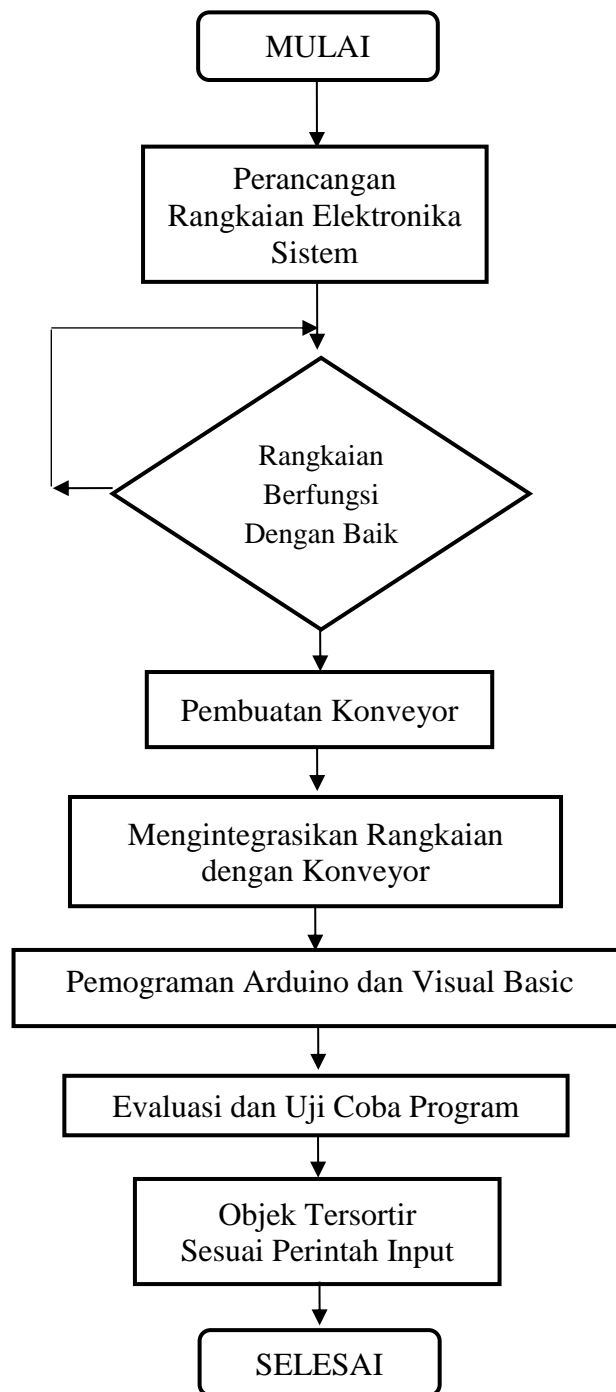 MULAI
Perancangan
Rangkaian Elektronika
Sistem
Rangkaian
Berfungsi
Dengan Baik
Pembuatan Konveyor
Mengintegrasikan Rangkaian
dengan Konveyor
Pemograman Arduino dan Visual Basic
Evaluasi dan Uji Coba Program
Objek Tersortir
Sesuai Perintah Input
SELESAI